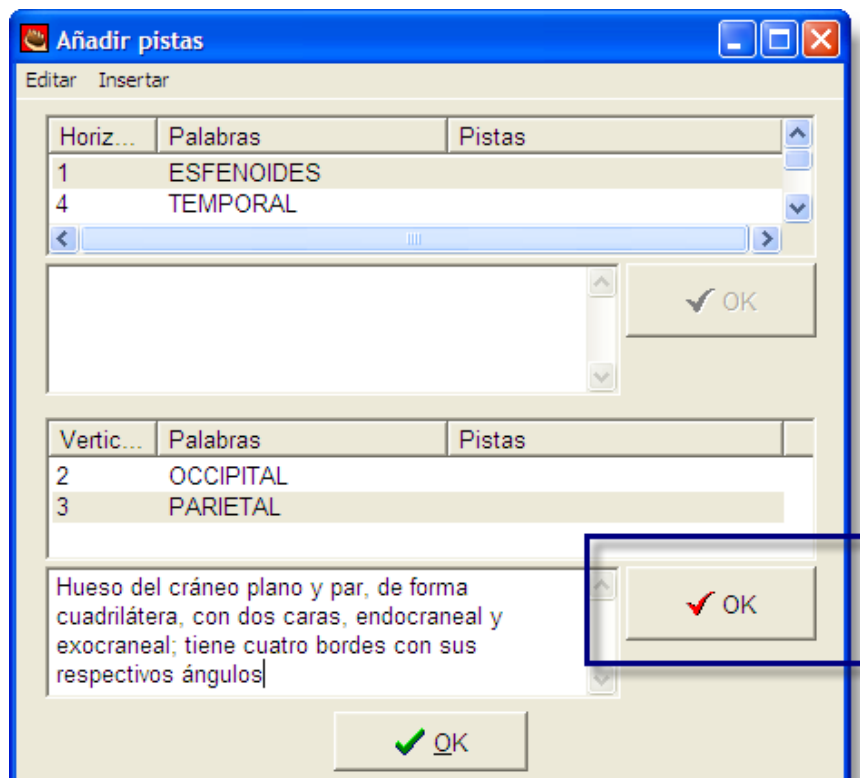 Añadir pistas
Editar Insertar
Horiz... Palabras Pistas
1 ESFENOIDES
4 TEMPORAL
OK
Vertic... Palabras Pistas
2 OCCIPITAL
3 PARIETAL
Hueso del cráneo plano y par, de forma
cuadrilátera, con dos caras, endocraneal y
exocraneal; tiene cuatro bordes con sus
respectivos ángulos
OK
OK